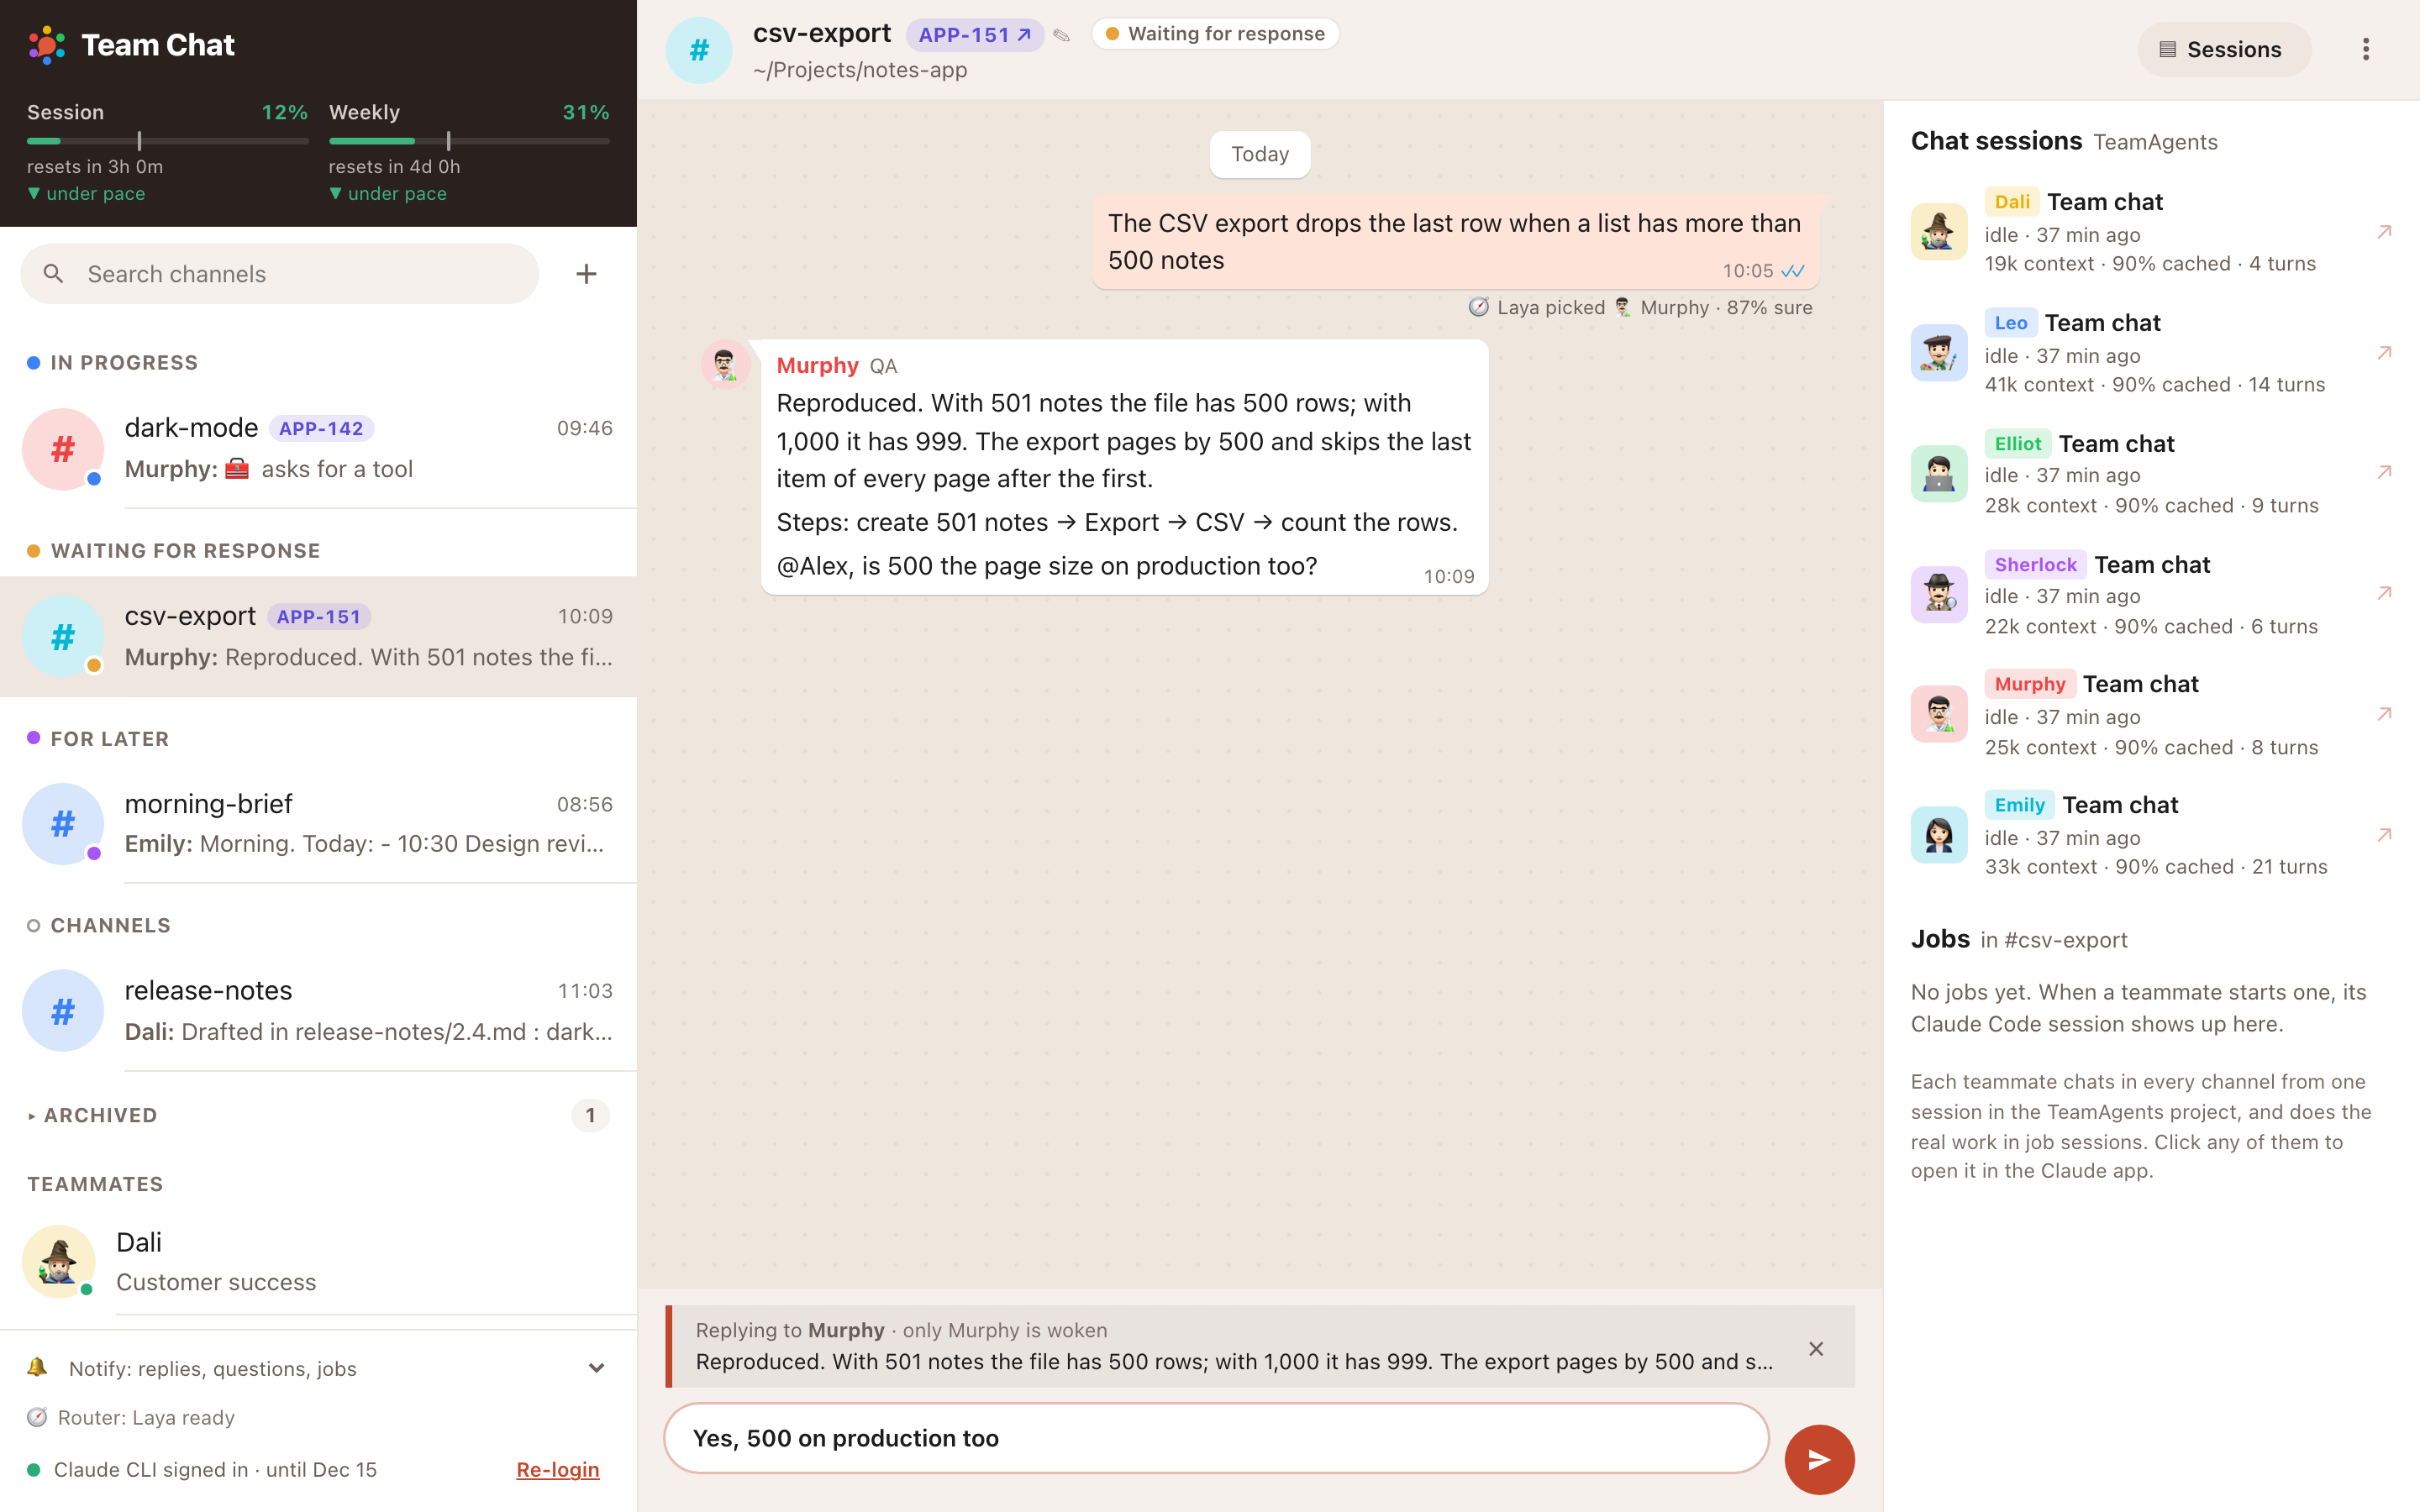 Team Chat
Session 12% Weekly 31%
resets in 3h 0m resets in 4d 0h
▼ under pace ▼ under pace
Search channels
IN PROGRESS
# dark-mode APP-142 09:46
Murphy: 🧰 asks for a tool
WAITING FOR RESPONSE
# csv-export APP-151 10:09
Murphy: Reproduced. With 501 notes the fi...
FOR LATER
# morning-brief 08:56
Emily: Morning. Today: - 10:30 Design revi...
CHANNELS
# release-notes 11:03
Dali: Drafted in release-notes/2.4.md : dark...
ARCHIVED 1
TEAMMATES
Dali
Customer success
Notify: replies, questions, jobs
Router: Laya ready
Claude CLI signed in · until Dec 15 Re-login
# csv-export APP-151 ↗ Waiting for response
~/Projects/notes-app
Sessions
Today
The CSV export drops the last row when a list has more than
500 notes
10:05
Laya picked Murphy · 87% sure
Murphy QA
Reproduced. With 501 notes the file has 500 rows; with
1,000 it has 999. The export pages by 500 and skips the last
item of every page after the first.
Steps: create 501 notes → Export → CSV → count the rows.
@Alex, is 500 the page size on production too?
10:09
Replying to Murphy · only Murphy is woken
Reproduced. With 501 notes the file has 500 rows; with 1,000 it has 999. The export pages by 500 and s...
Yes, 500 on production too
Chat sessions TeamAgents
Dali Team chat
idle · 37 min ago
19k context · 90% cached · 4 turns
Leo Team chat
idle · 37 min ago
41k context · 90% cached · 14 turns
Elliot Team chat
idle · 37 min ago
28k context · 90% cached · 9 turns
Sherlock Team chat
idle · 37 min ago
22k context · 90% cached · 6 turns
Murphy Team chat
idle · 37 min ago
25k context · 90% cached · 8 turns
Emily Team chat
idle · 37 min ago
33k context · 90% cached · 21 turns
Jobs in #csv-export
No jobs yet. When a teammate starts one, its
Claude Code session shows up here.
Each teammate chats in every channel from one
session in the TeamAgents project, and does the
real work in job sessions. Click any of them to
open it in the Claude app.